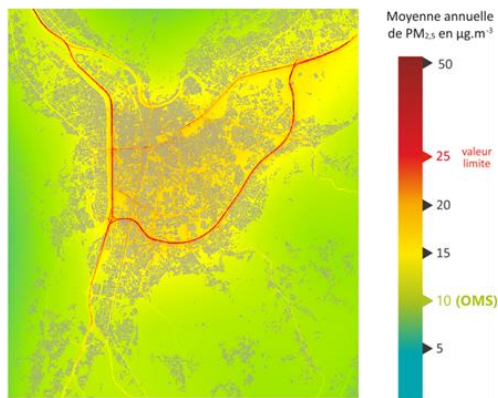 Moyenne annuelle
de PM2,5 en µg.m-3
50
25 valeur
limite
20
15
10 (OMS)
5